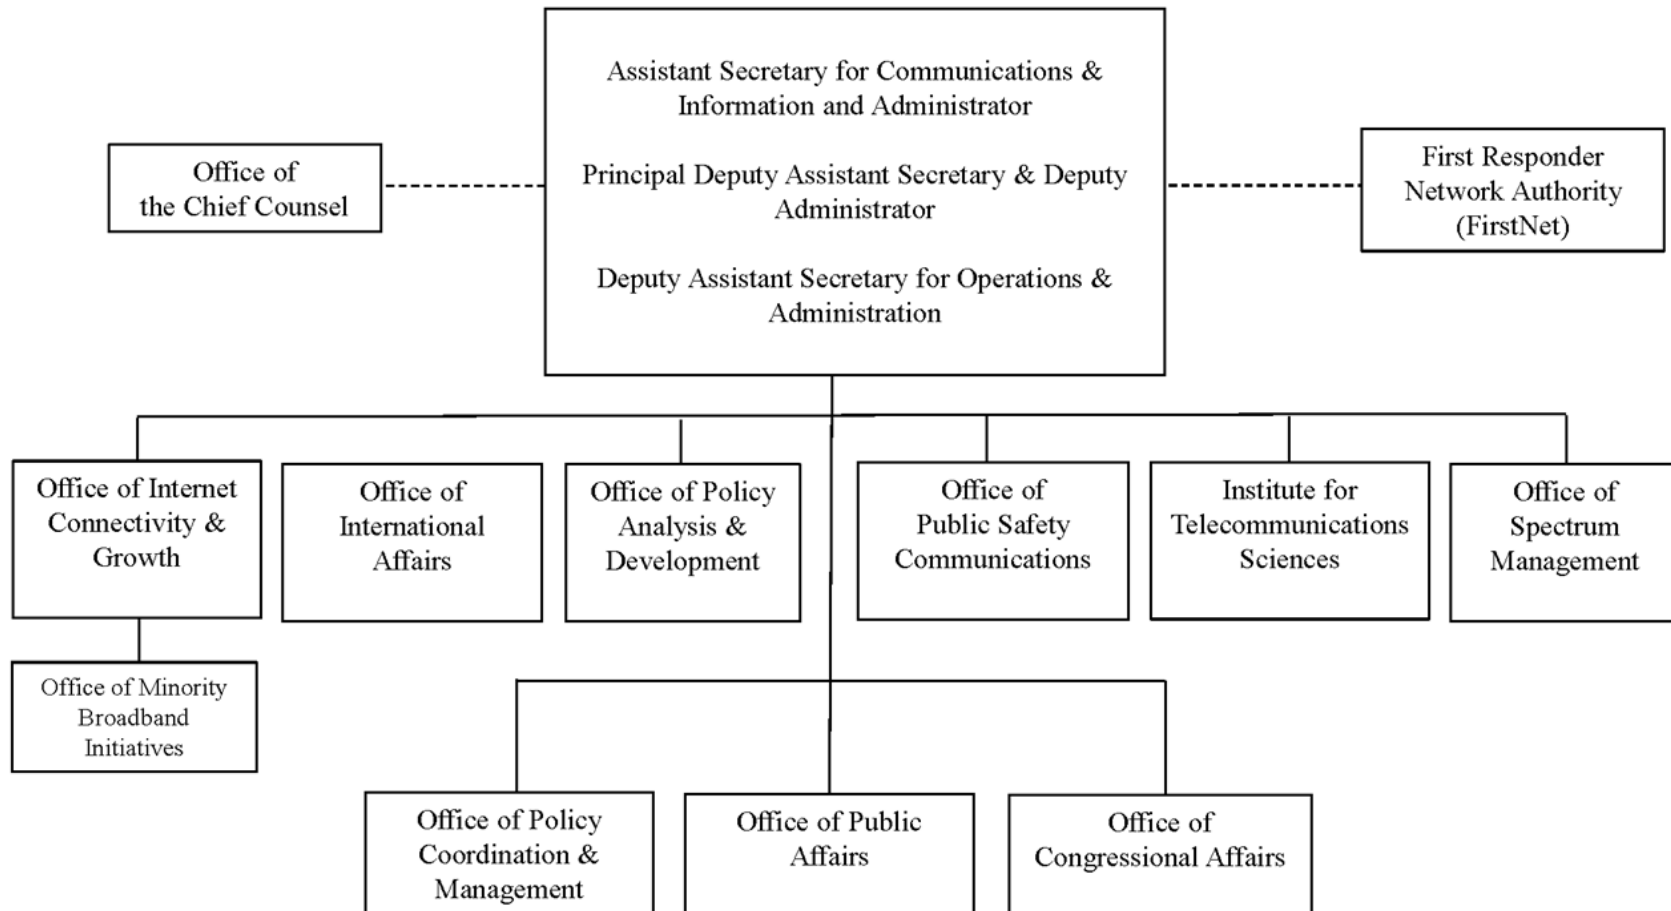 Assistant Secretary for Communications &
Information and Administrator
Principal Deputy Assistant Secretary & Deputy
Administrator
Deputy Assistant Secretary for Operations &
Administration
Office of
the Chief Counsel
First Responder
Network Authority
(FirstNet)
Office of Internet
Connectivity &
Growth
Office of
International
Affairs
Office of Policy
Analysis &
Development
Office of
Public Safety
Communications
Institute for
Telecommunications
Sciences
Office of
Spectrum
Management
Office of Minority
Broadband
Initiatives
Office of Policy
Coordination &
Management
Office of Public
Affairs
Office of
Congressional Affairs